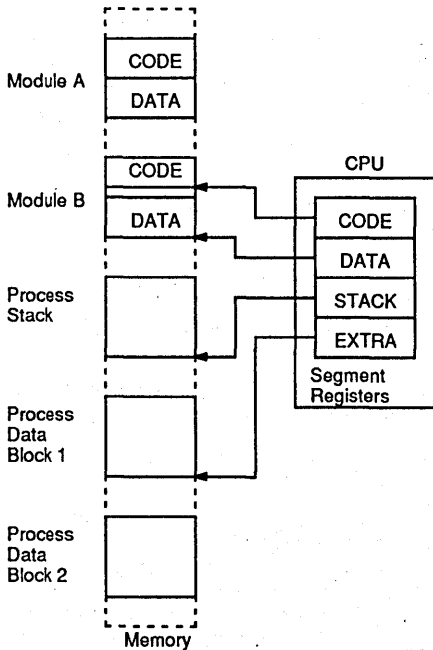 Module A
CODE
DATA
Module B
CODE
DATA
Process
Stack
Process
Data
Block 1
Process
Data
Block 2
Memory
CPU
CODE
DATA
STACK
EXTRA
Segment
Registers